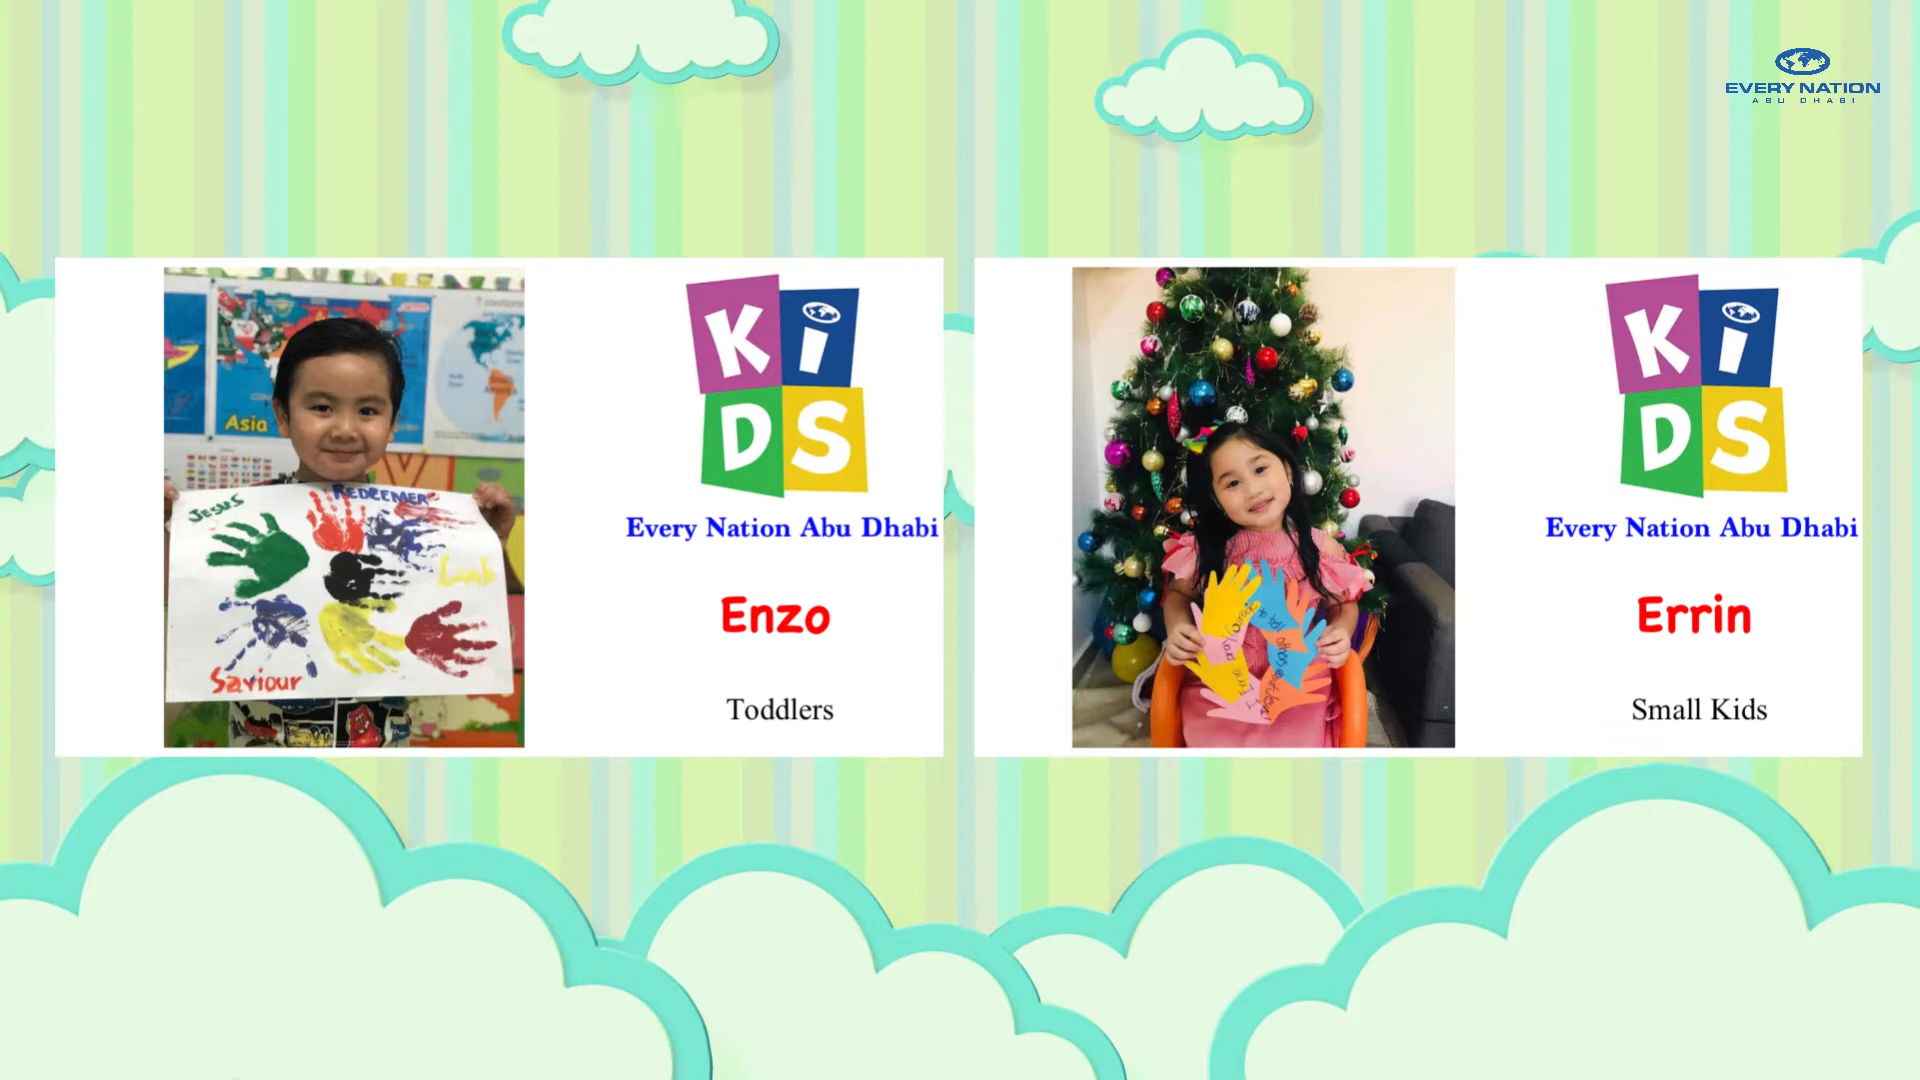 EVERY NATION
ABU DHABI
Asia
JESUS
REDEEMER
Lamb
Saviour
KiDS
Every Nation Abu Dhabi
Enzo
Toddlers
KiDS
Every Nation Abu Dhabi
Errin
Small Kids